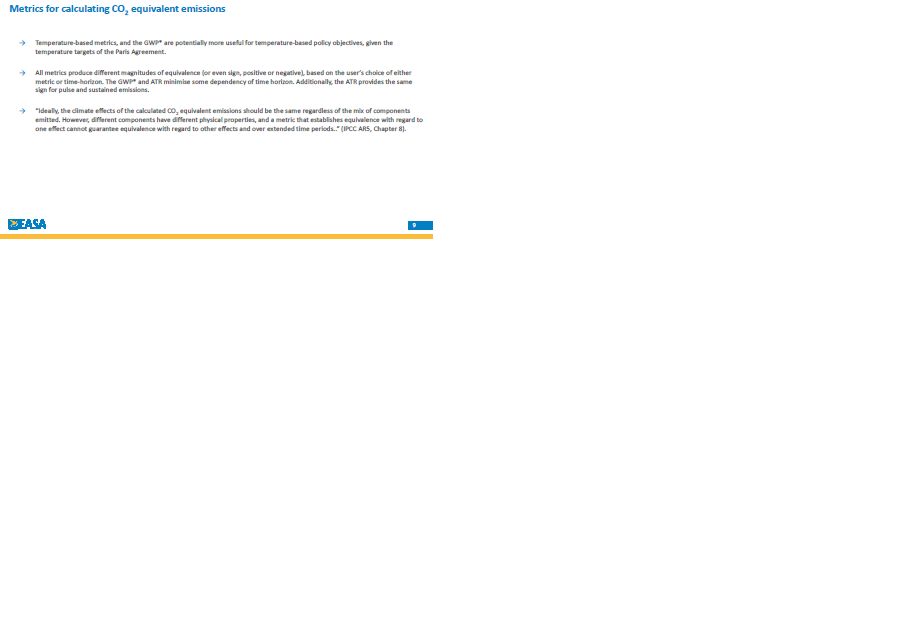 Metrics for calculating CO2 equivalent emissions
→ Temperature-based metrics, and the GWP* are potentially more useful for temperature-based policy objectives, given the
temperature targets of the Paris Agreement.
→ All metrics produce different magnitudes of equivalence (or even sign, positive or negative), based on the user's choice of either
metric or time-horizon. The GWP* and ATR minimise some dependency of time horizon. Additionally, the ATR provides the same
sign for pulse and sustained emissions.
→ "Ideally, the climate effects of the calculated CO2 equivalent emissions should be the same regardless of the mix of components
emitted. However, different components have different physical properties, and a metric that establishes equivalence with regard to
one effect cannot guarantee equivalence with regard to other effects and over extended time periods.." (IPCC AR5, Chapter 8).
EASA
9